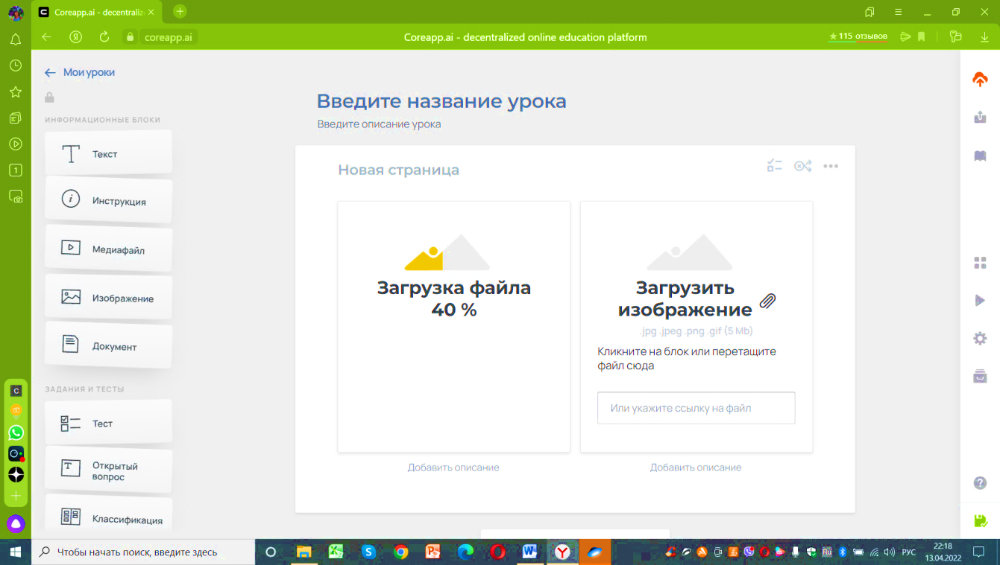 Coreapp.ai - decentraliz
coreapp.ai
Coreapp.ai - decentralized online education platform
★ 115 отзывов
Мои уроки
ИНФОРМАЦИОННЫЕ БЛОКИ
Текст
Инструкция
Медиафайл
Изображение
Документ
ЗАДАНИЯ И ТЕСТЫ
Тест
Открытый
вопрос
Классификация
Введите название урока
Введите описание урока
Новая страница
Загрузка файла
40 %
Добавить описание
Загрузить
изображение
.jpg .jpeg .png .gif (5 Mb)
Кликните на блок или перетащите
файл сюда
Или укажите ссылку на файл
Добавить описание
Чтобы начать поиск, введите здесь
РУС
22:18
13.04.2022